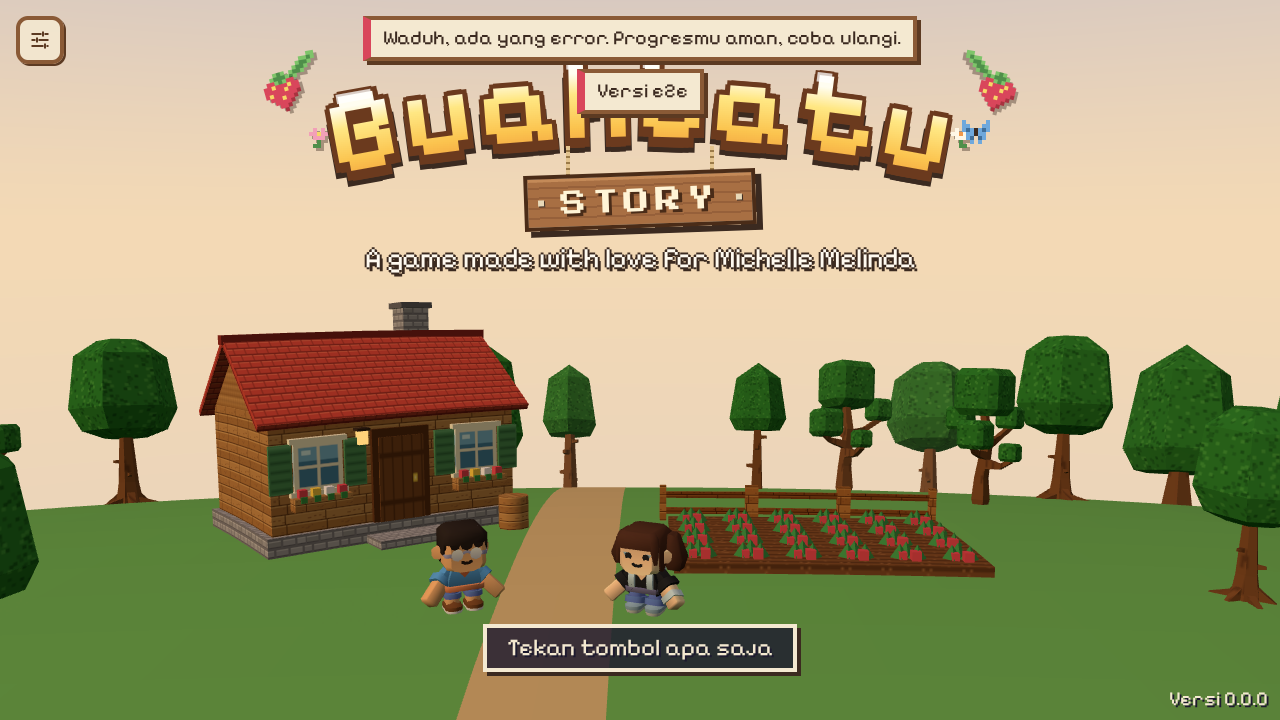 Waduh, ada yang error. Progresmu aman, coba ulangi.
Versi e2e
STORY
A game made with love for Michelle Melinda
Tekan tombol apa saja
Versi 0.0.0